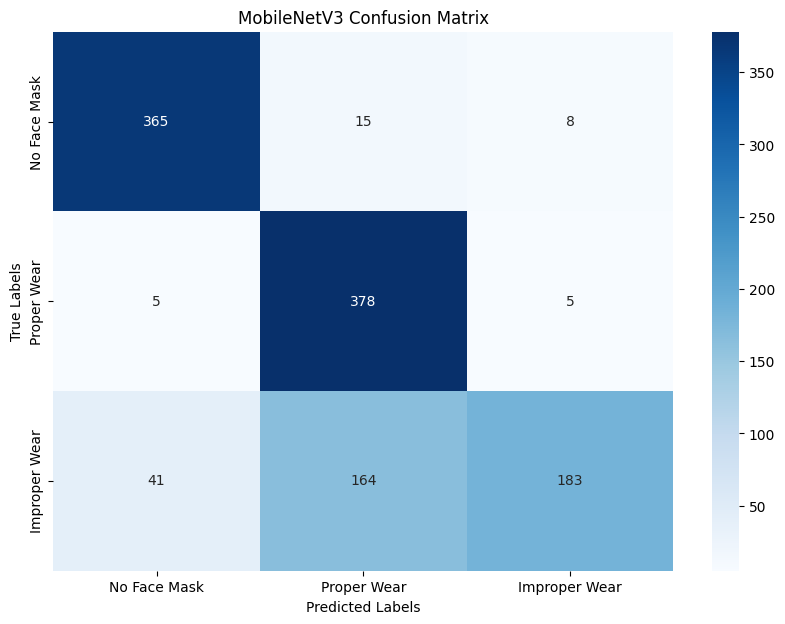 MobileNetV3 Confusion Matrix
True Labels
No Face Mask
Proper Wear
Improper Wear
365 15 8
5 378 5
41 164 183
No Face Mask Proper Wear Improper Wear
Predicted Labels
350
300
250
200
150
100
50